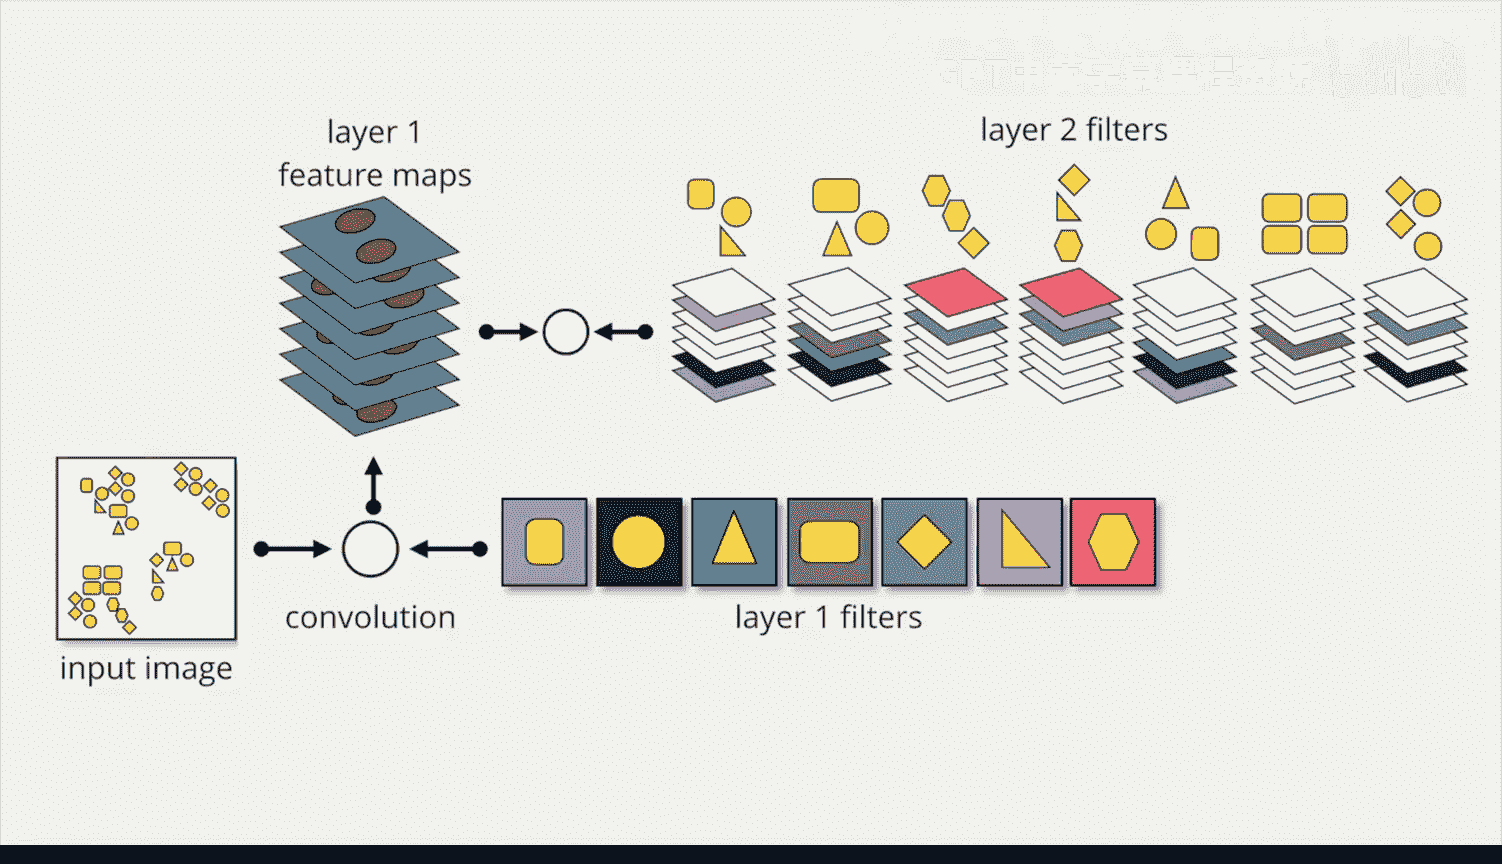 layer 1
feature maps
layer 2 filters
convolution
layer 1 filters
input image